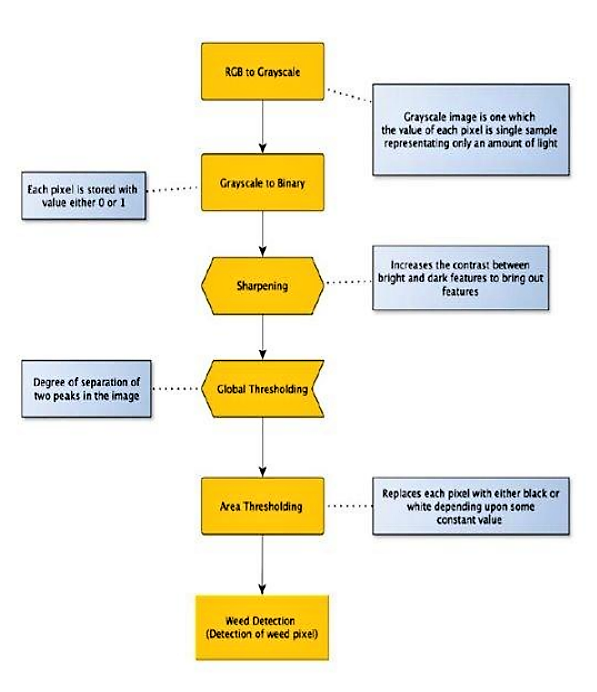 RGB to Grayscale
Grayscale image is one which
the value of each pixel is single sample
representating only an amount of light
Each pixel is stored with
value either 0 or 1
Grayscale to Binary
Sharpening
Increases the contrast between
bright and dark features to bring out
features
Degree of separation of
two peaks in the image
Global Thresholding
Area Thresholding
Replaces each pixel with either black or
white depending upon some
constant value
Weed Detection
(Detection of weed pixel)